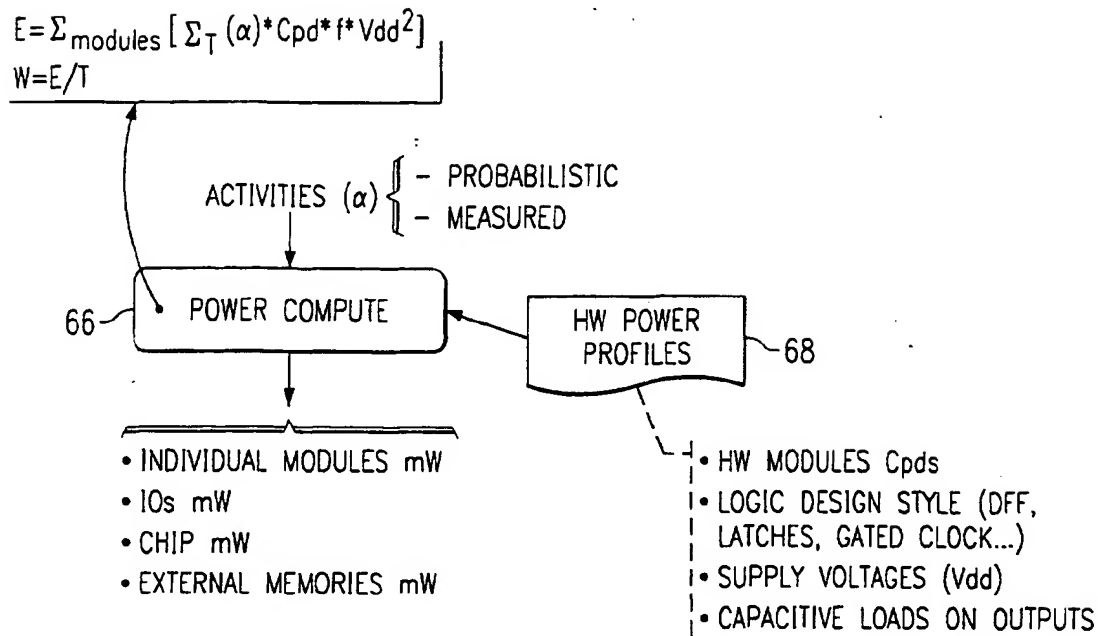 E=Σmodules [ΣT (α)* Cpd* f* Vdd²]
W=E/T
ACTIVITIES (α)
- PROBABILISTIC
- MEASURED
66
POWER COMPUTE
HW POWER
PROFILES
68
• INDIVIDUAL MODULES mW
• IOs mW
• CHIP mW
• EXTERNAL MEMORIES mW
• HW MODULES Cpds
• LOGIC DESIGN STYLE (DFF,
LATCHES, GATED CLOCK...)
• SUPPLY VOLTAGES (Vdd)
• CAPACITIVE LOADS ON OUTPUTS